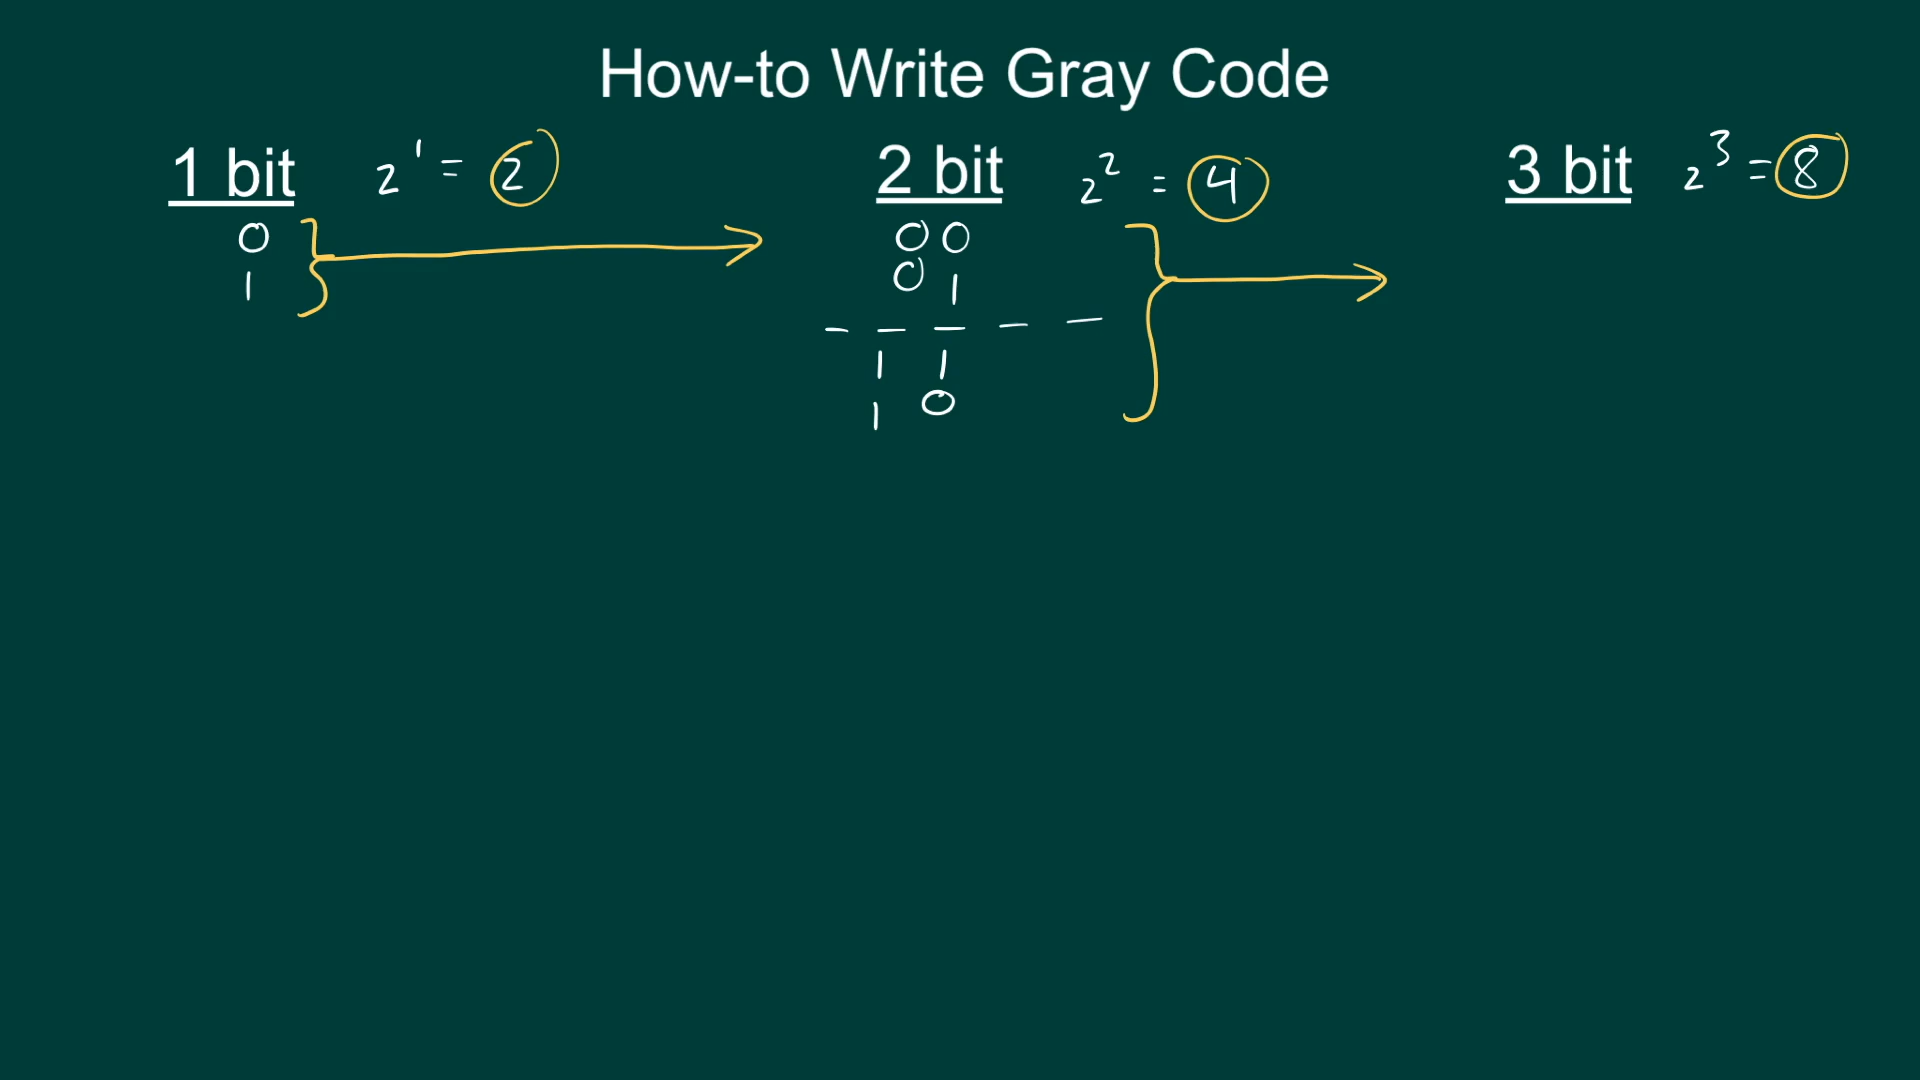 How-to Write Gray Code
1 bit 2¹ = 2
0
1
2 bit 2² = 4
0 0
0 1
1 1
1 0
3 bit 2³ = 8